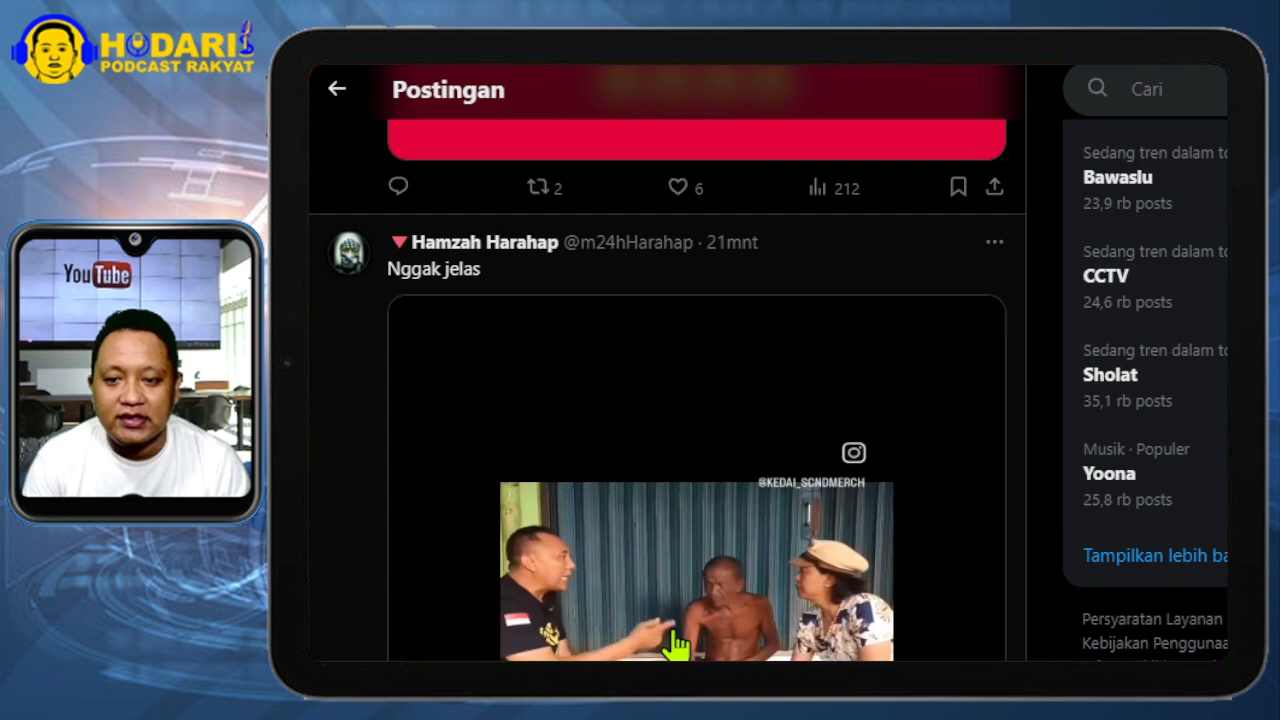 HODARI
PODCAST RAKYAT
YouTube
Postingan
2
6
212
Hamzah Harahap @m24hHarahap · 21mnt
Nggak jelas
@KEDAI_SCNDMERCH
Cari
Sedang tren dalam to
Bawaslu
23,9 rb posts
Sedang tren dalam to
CCTV
24,6 rb posts
Sedang tren dalam to
Sholat
35,1 rb posts
Musik · Populer
Yoona
25,8 rb posts
Tampilkan lebih ba
Persyaratan Layanan
Kebijakan Pengguna